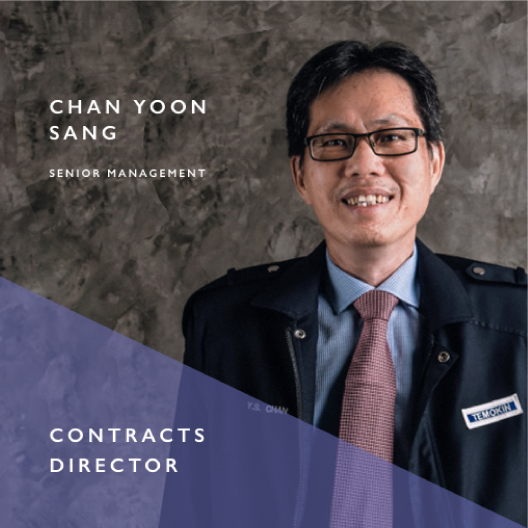 CHAN YOON
SANG
SENIOR MANAGEMENT
Y.S. CHAN
TEMOKIN
CONTRACTS
DIRECTOR